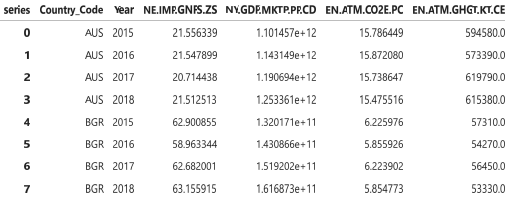 series Country_Code Year NE.IMP.GNFS.ZS NY.GDP.MKTP.PP.CD EN.ATM.CO2E.PC EN.ATM.GHGT.KT.CE
0 AUS 2015 21.556339 1.101457e+12 15.786449 594580.0
1 AUS 2016 21.547899 1.143149e+12 15.872080 573390.0
2 AUS 2017 20.714438 1.190694e+12 15.738647 619790.0
3 AUS 2018 21.512513 1.253361e+12 15.475516 615380.0
4 BGR 2015 62.900855 1.320171e+11 6.225976 57310.0
5 BGR 2016 58.963344 1.430866e+11 5.855926 54270.0
6 BGR 2017 62.682001 1.519202e+11 6.223902 56450.0
7 BGR 2018 63.155915 1.616873e+11 5.854773 53330.0